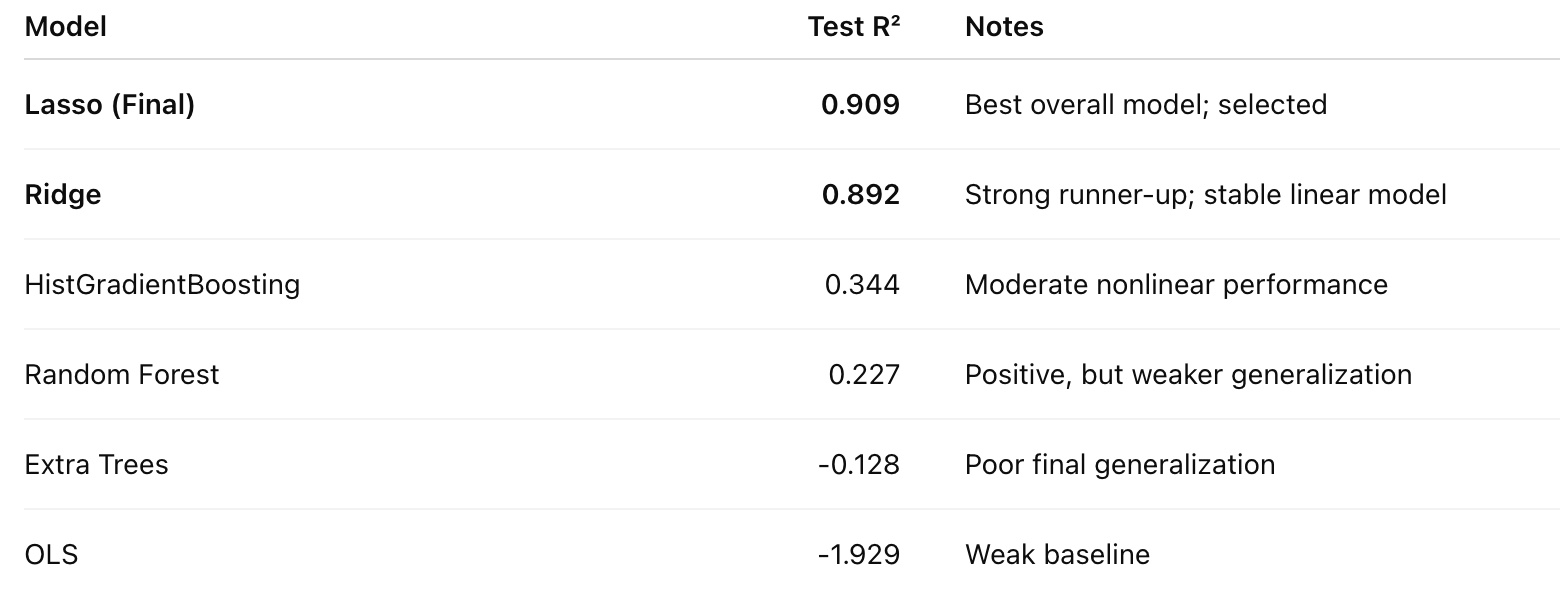 Model Test R² Notes
Lasso (Final) 0.909 Best overall model; selected
Ridge 0.892 Strong runner-up; stable linear model
HistGradientBoosting 0.344 Moderate nonlinear performance
Random Forest 0.227 Positive, but weaker generalization
Extra Trees -0.128 Poor final generalization
OLS -1.929 Weak baseline